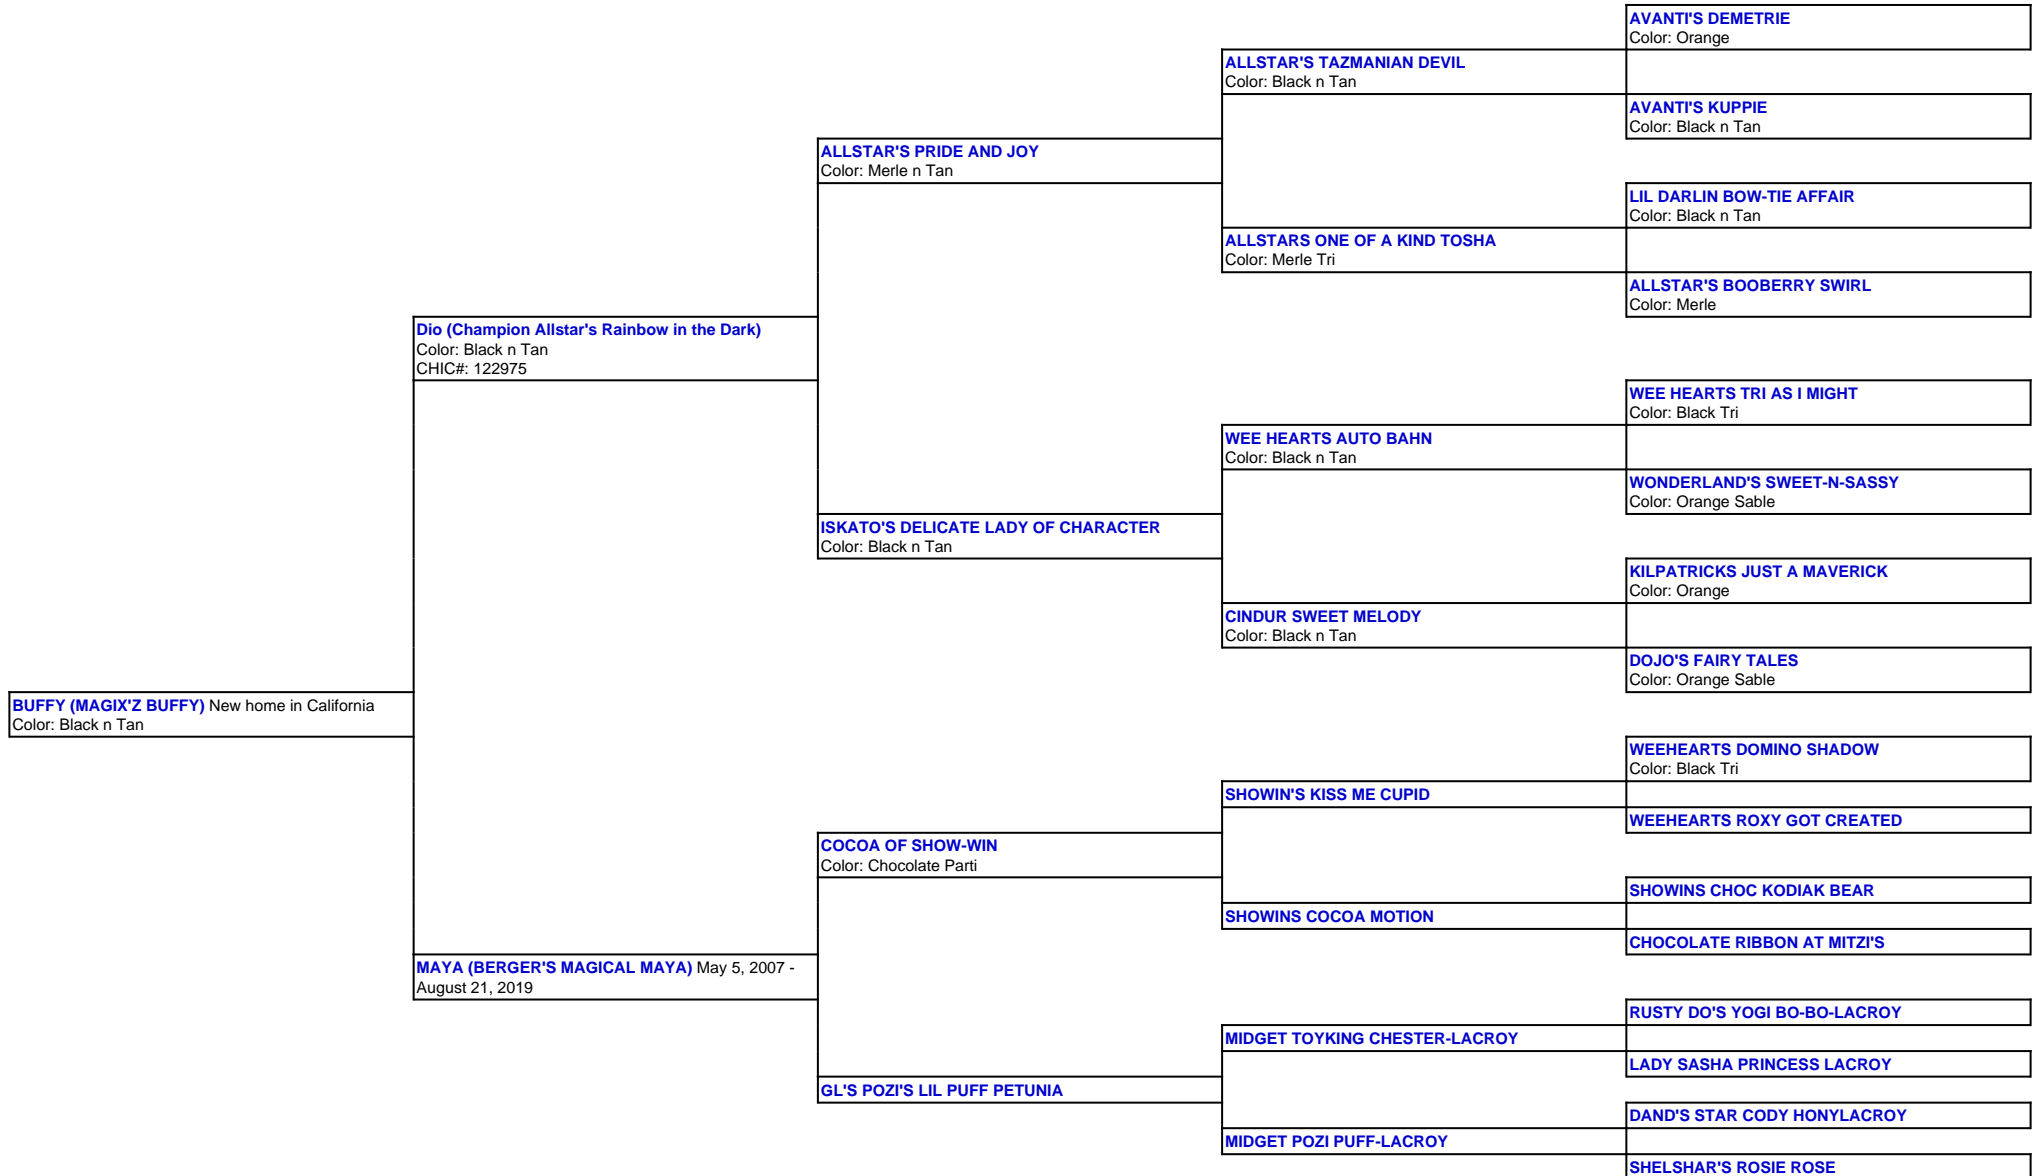 AVANTI'S DEMETRIE
Color: Orange
ALLSTAR'S TAZMANIAN DEVIL
Color: Black n Tan
AVANTI'S KUPPIE
Color: Black n Tan
ALLSTAR'S PRIDE AND JOY
Color: Merle n Tan
LIL DARLIN BOW-TIE AFFAIR
Color: Black n Tan
ALLSTARS ONE OF A KIND TOSHA
Color: Merle Tri
ALLSTAR'S BOOBERRY SWIRL
Color: Merle
Dio (Champion Allstar's Rainbow in the Dark)
Color: Black n Tan
CHIC#: 122975
WEE HEARTS TRI AS I MIGHT
Color: Black Tri
WEE HEARTS AUTO BAHN
Color: Black n Tan
WONDERLAND'S SWEET-N-SASSY
Color: Orange Sable
ISKATO'S DELICATE LADY OF CHARACTER
Color: Black n Tan
KILPATRICKS JUST A MAVERICK
Color: Orange
CINDUR SWEET MELODY
Color: Black n Tan
DOJO'S FAIRY TALES
Color: Orange Sable
BUFFY (MAGIX'Z BUFFY) New home in California
Color: Black n Tan
WEEHEARTS DOMINO SHADOW
Color: Black Tri
SHOWIN'S KISS ME CUPID
WEEHEARTS ROXY GOT CREATED
COCOA OF SHOW-WIN
Color: Chocolate Parti
SHOWINS CHOC KODIAK BEAR
SHOWINS COCOA MOTION
CHOCOLATE RIBBON AT MITZI'S
MAYA (BERGER'S MAGICAL MAYA) May 5, 2007 -
August 21, 2019
RUSTY DO'S YOGI BO-BO-LACROY
MIDGET TOYKING CHESTER-LACROY
LADY SASHA PRINCESS LACROY
GL'S POZI'S LIL PUFF PETUNIA
DAND'S STAR CODY HONYLACROY
MIDGET POZI PUFF-LACROY
SHELSHAR'S ROSIE ROSE